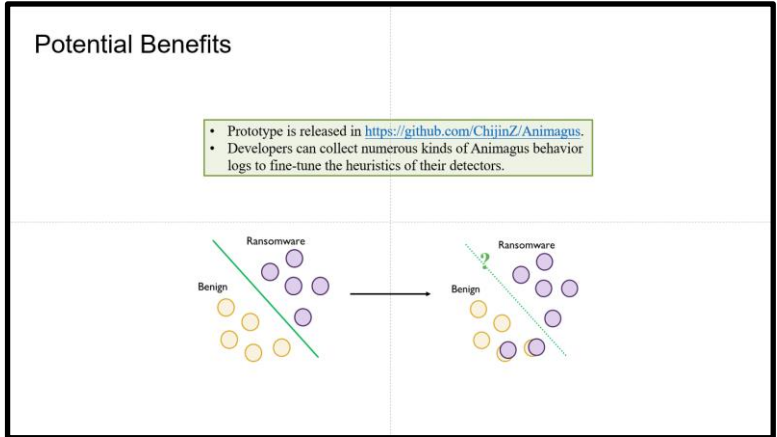 Potential Benefits
• Prototype is released in https://github.com/ChijinZ/Animagus.
• Developers can collect numerous kinds of Animagus behavior
logs to fine-tune the heuristics of their detectors.
Ransomware
Benign
?
Ransomware
Benign